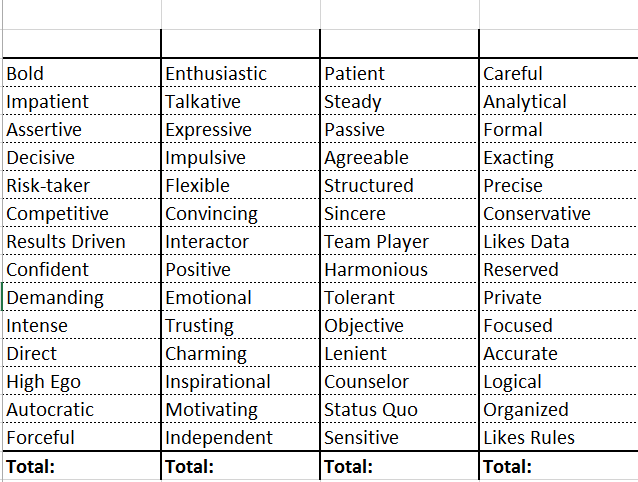 Bold Enthusiastic Patient Careful
Impatient Talkative Steady Analytical
Assertive Expressive Passive Formal
Decisive Impulsive Agreeable Exacting
Risk-taker Flexible Structured Precise
Competitive Convincing Sincere Conservative
Results Driven Interactor Team Player Likes Data
Confident Positive Harmonious Reserved
Demanding Emotional Tolerant Private
Intense Trusting Objective Focused
Direct Charming Lenient Accurate
High Ego Inspirational Counselor Logical
Autocratic Motivating Status Quo Organized
Forceful Independent Sensitive Likes Rules
Total: Total: Total: Total: